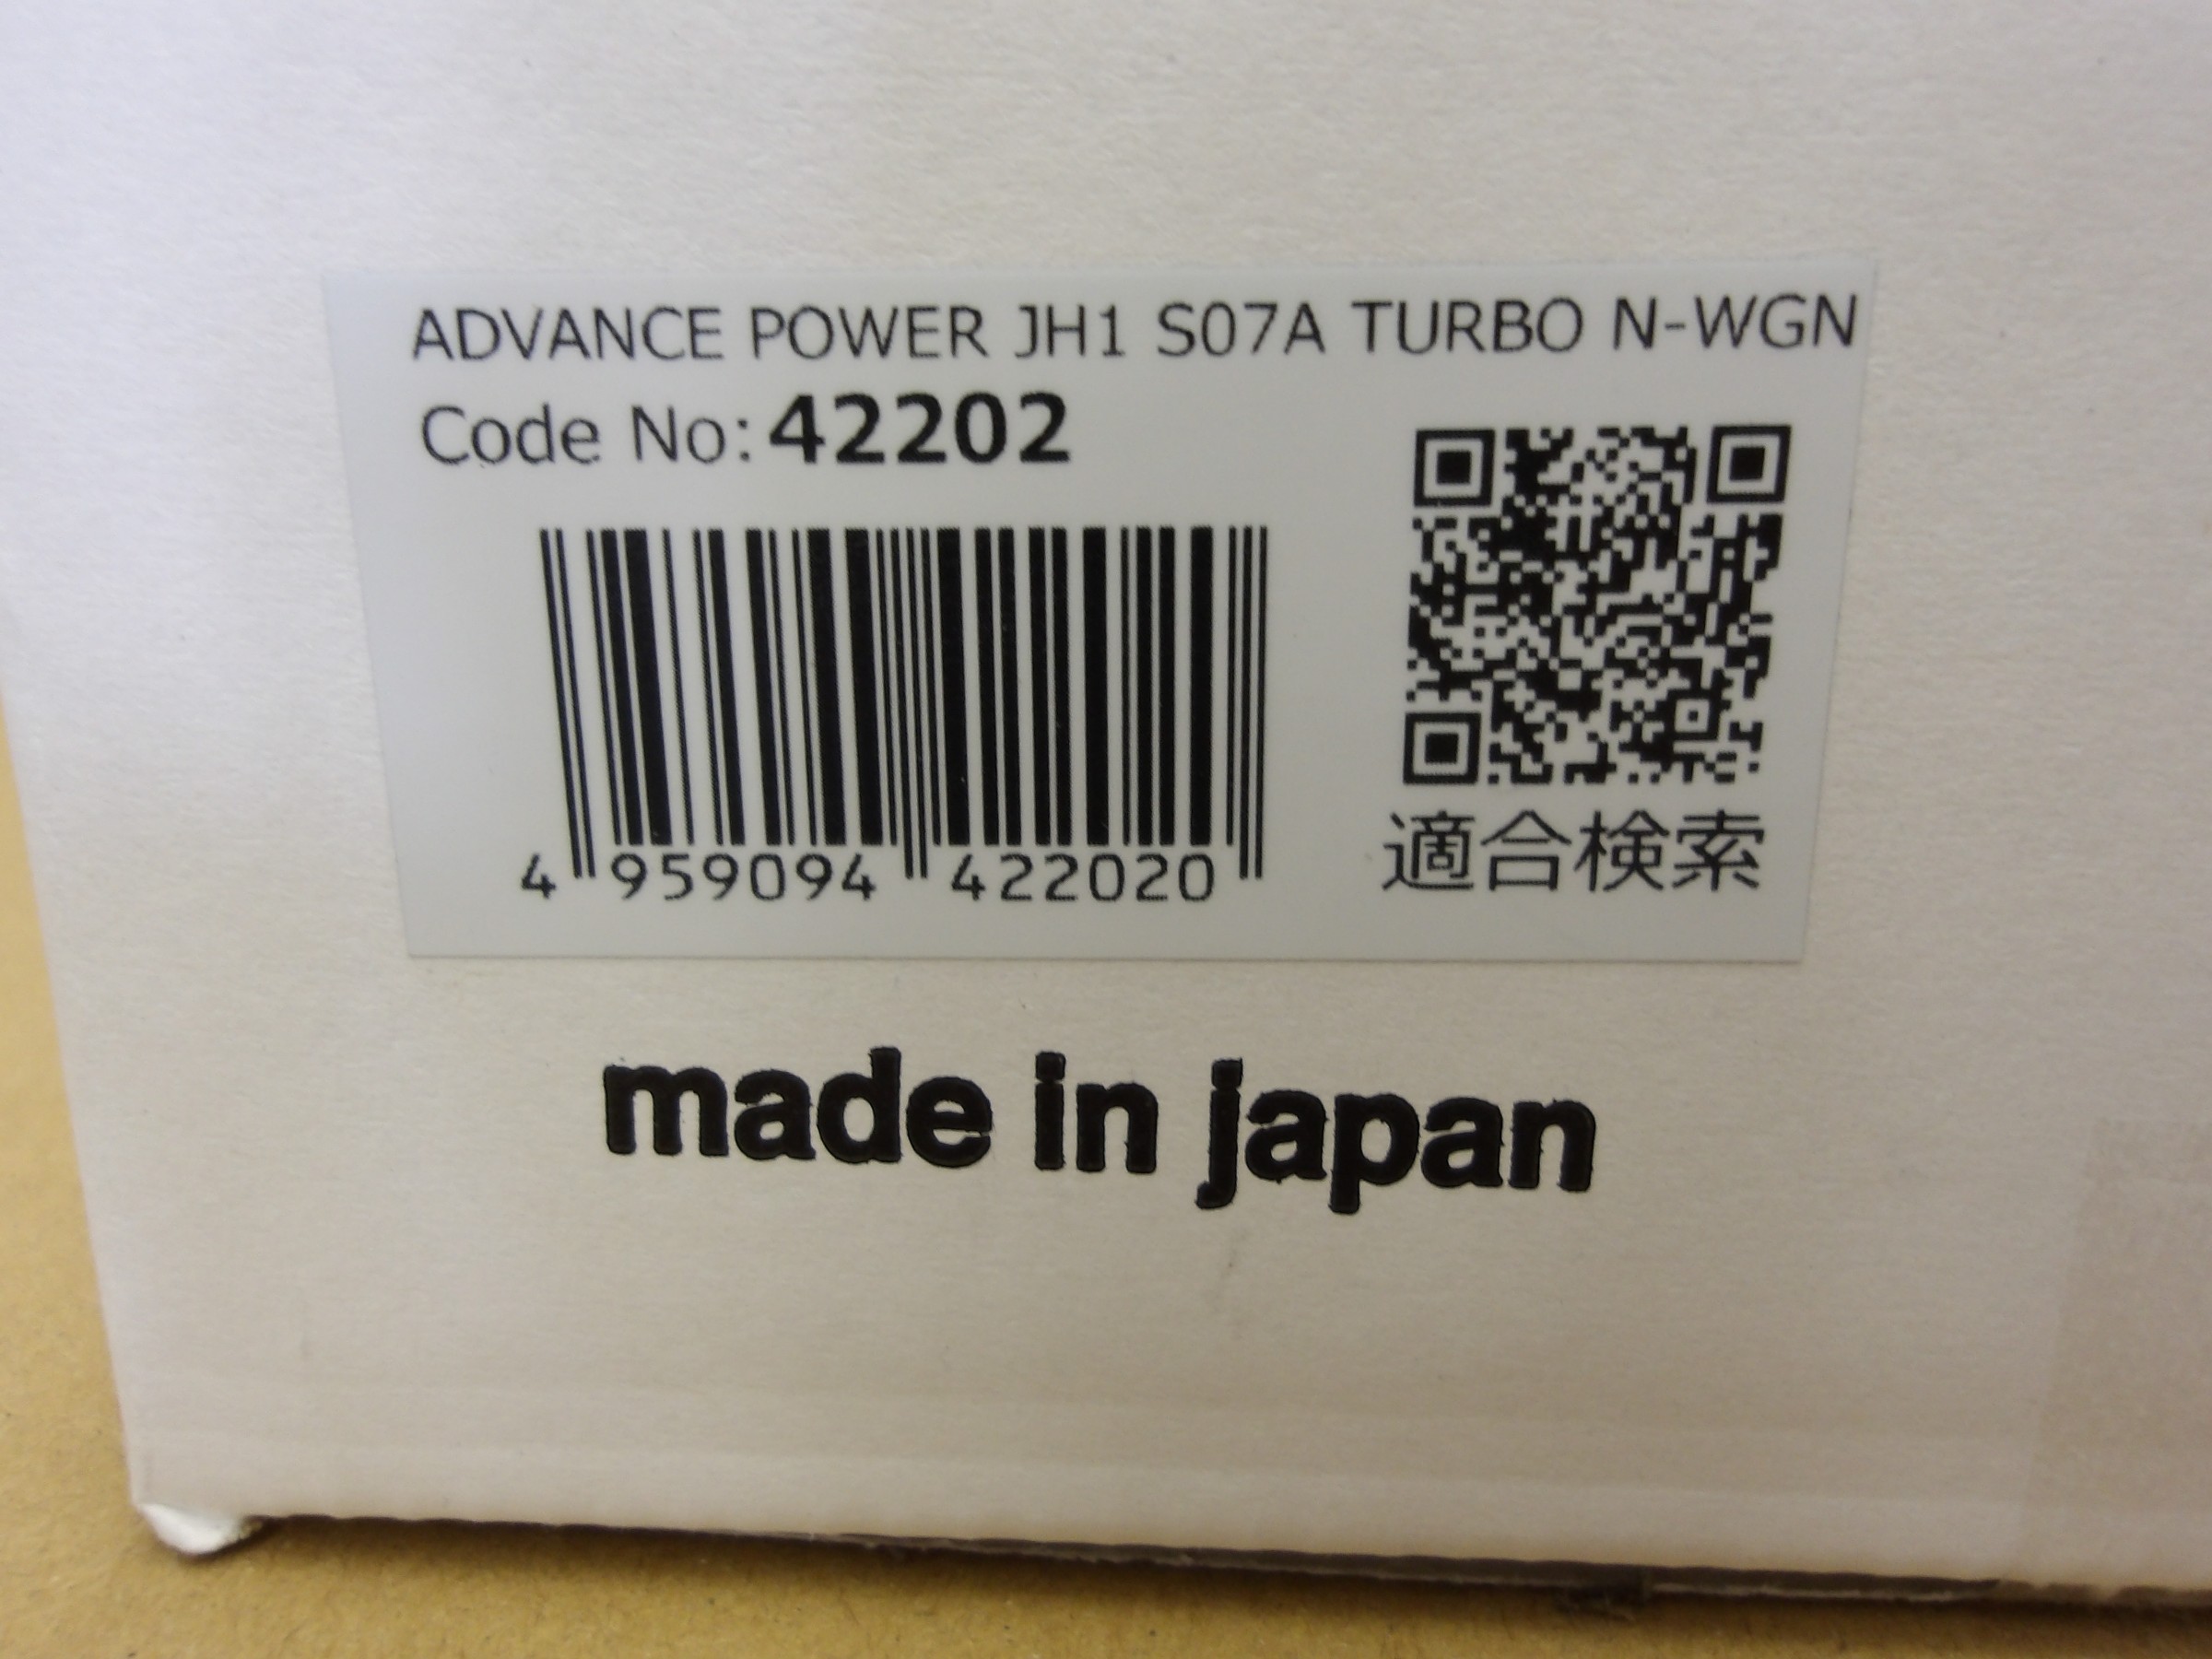 ADVANCE POWER JH1 S07A TURBO N-WGN
Code No: 42202
4 959094 422020
適合検索
made in japan